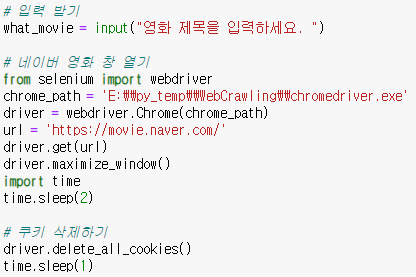 # 입력 받기
what_movie = input("영화 제목을 입력하세요. ")
# 네이버 영화 창 열기
from selenium import webdriver
chrome_path = 'E:₩₩py_temp₩₩WebCrawling₩₩chromedriver.exe'
driver = webdriver.Chrome(chrome_path)
url = 'https://movie.naver.com/'
driver.get(url)
driver.maximize_window()
import time
time.sleep(2)
# 쿠키 삭제하기
driver.delete_all_cookies()
time.sleep(1)